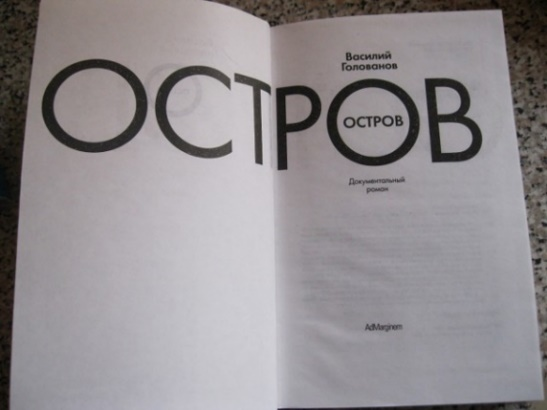 Василий
Голованов
ОСТРОВ
ОСТРОВ
Документальный
роман
AdMarginem